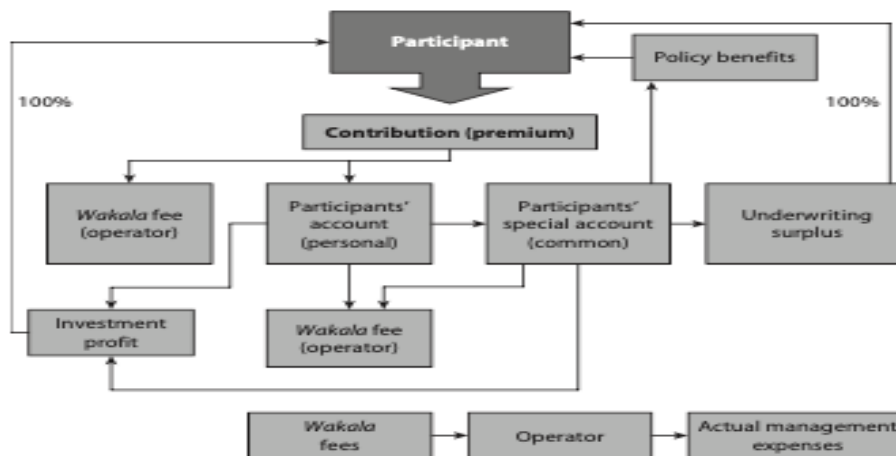 Participant
Policy benefits
100%
100%
Contribution (premium)
Wakala fee
(operator)
Participants'
account
(personal)
Participants'
special account
(common)
Underwriting
surplus
Investment
profit
Wakala fee
(operator)
Wakala
fees
Operator
Actual management
expenses